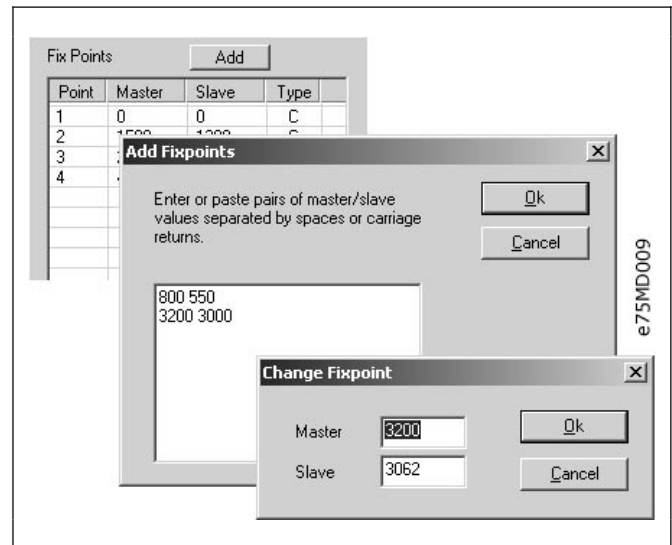 Fix Points Add
Point Master Slave Type
1 0 0 C
2
3
4
Add Fixpoints
Enter or paste pairs of master/slave
values separated by spaces or carriage
returns.
Ok
Cancel
800 550
3200 3000
Change Fixpoint
Master 3200
Slave 3062
Ok
Cancel
e75MD009